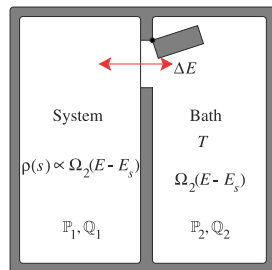 ΔE
System
Bath
T
ρ(s) ∝ Ω₂(E - Eₛ)
Ω₂(E - Eₛ)
ℙ₁, ℚ₁
ℙ₂, ℚ₂